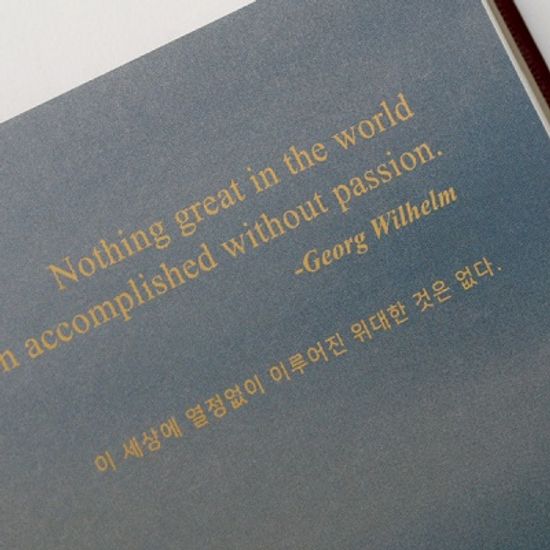 Nothing great in the world
accomplished without passion.
-Georg Wilhelm
이 세상에 열정없이 이루어진 위대한 것은 없다.